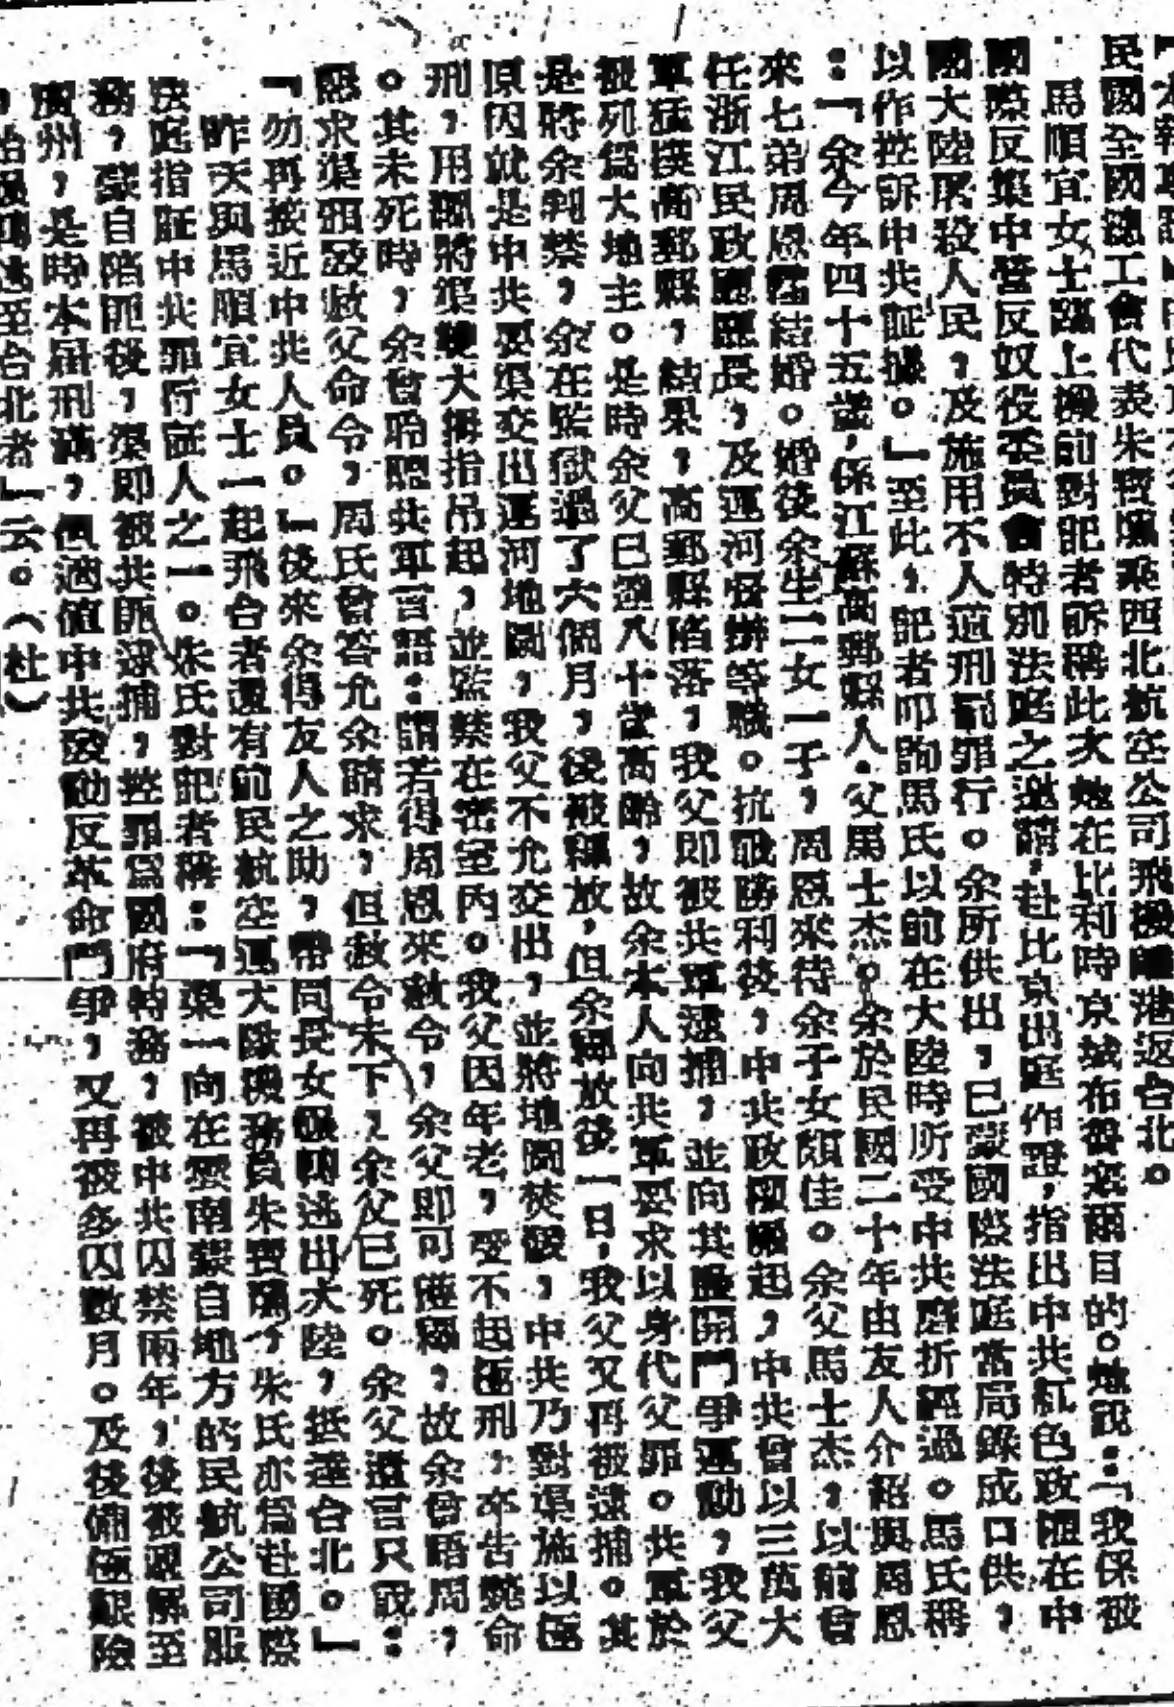 民國全國總工會代表朱寶熿乘西北航空公司飛機離港返台北。
馬順宜女士踏上機前對記者訴稱此次她在比利時京城布魯塞爾目的。她說：「我係被
國際反集中營反奴役委員會特別法庭之邀請，赴比京出庭作證，指出中共紅色政權在中
國大陸屠殺人民，及施用不人道刑罰罪行。余所供出，已蒙國際法庭當局錄成口供，
以作控訴中共証據。」至此，記者叩詢馬氏以前在大陸時所受中共磨折經過。馬氏稱
：「余今年四十五歲，係江蘇高郵縣人。父馬士杰。余於民國二十年由友人介紹與周恩
來七弟周恩 結婚。婚後余生二女一子，周恩來待余子女頗佳。余父馬士杰，以前曾
任浙江民政廳廳長，及運河督辦等職。抗戰勝利後，中共政權崛起，中共曾以三萬大
軍猛撲高郵縣，結果，高郵縣陷落，我父即被共軍逮捕，並向其展開鬥爭運動，我父
被列爲大地主。是時余父已 八十歲高齡，故余本人向共軍要求以身代父罪。共軍於
是將余判禁，余在監獄過了六個月，後被釋放，但余釋放後一日，我父又再被逮捕。其
原因就是中共要渠交出運河地圖，我父不允交出，並將地圖焚毀，中共乃對渠施以極
刑，用 將渠雙大拇指吊起，並監禁在密室內。我父因年老，受不起極刑，卒告斃命
。其未死時，余曾聆聽共軍言語：謂若得周恩來赦令，余父即可獲釋，故余曾晤周，
懇求渠頒發赦父命令，周氏曾答允余請求，但赦令未下，余父已死。余父遺言只說：
『勿再接近中共人員。』後來余得友人之助，帶同長女 逃出大陸，抵達台北。」
昨天與馬順宜女士一起飛台者還有前民航空運大隊機務員朱寶 ，朱氏亦爲赴國際
法庭指証中共罪行証人之一。朱氏對記者稱：「渠一向在雲南蒙自地方的民航公司服
務，蒙自陷匪後，渠即被共匪逮捕，控罪爲國府特務，被中共囚禁兩年，後被遞解至
廣州，是時本屆刑滿，但適值中共發動反革命鬥爭，又再被多囚數月。及後備極艱險
，始 逃至台北者」云。（杜）